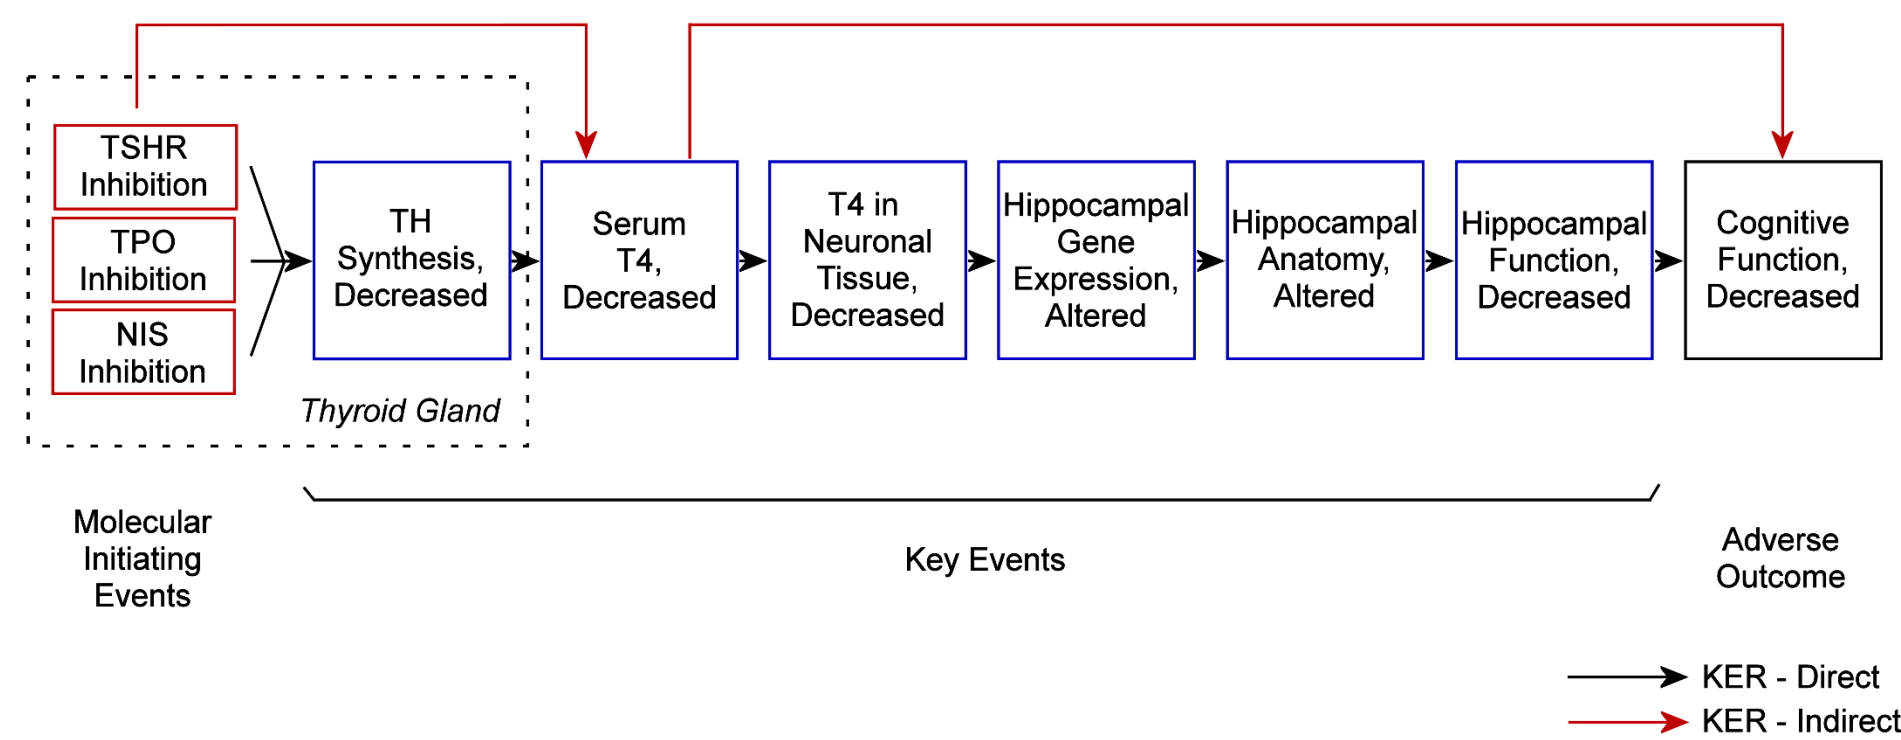 TSHR
Inhibition
TPO
Inhibition
NIS
Inhibition
TH
Synthesis,
Decreased
Thyroid Gland
Serum
T4,
Decreased
T4 in
Neuronal
Tissue,
Decreased
Hippocampal
Gene
Expression,
Altered
Hippocampal
Anatomy,
Altered
Hippocampal
Function,
Decreased
Cognitive
Function,
Decreased
Molecular
Initiating
Events
Key Events
Adverse
Outcome
KER - Direct
KER - Indirect